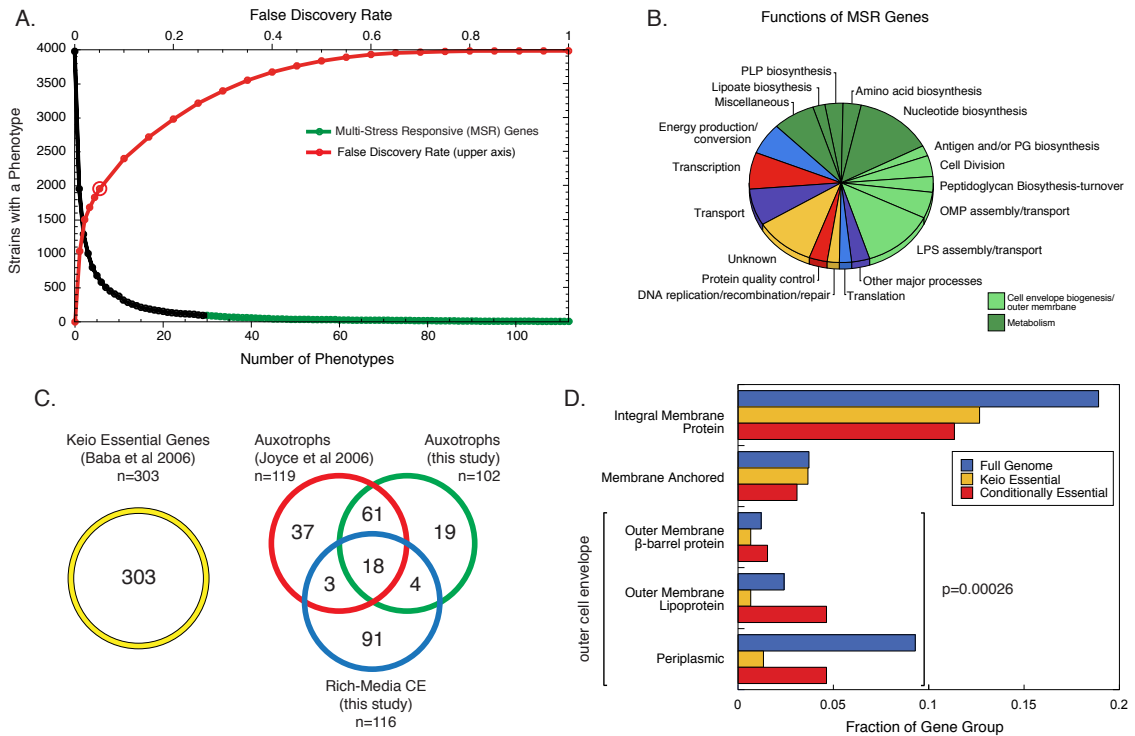 A.
False Discovery Rate
0 0.2 0.4 0.6 0.8 1
4000
3500
3000
2500
2000
1500
1000
500
0
Strains with a Phenotype
Multi-Stress Responsive (MSR) Genes
False Discovery Rate (upper axis)
0 20 40 60 80 100
Number of Phenotypes
B.
Functions of MSR Genes
PLP biosynthesis
Lipoate biosythesis
Miscellaneous
Energy production/
conversion
Transcription
Transport
Unknown
Protein quality control
DNA replication/recombination/repair
Amino acid bioynthesis
Nucleotide biosynthesis
Antigen and/or PG biosynthesis
Cell Division
Peptidoglycan Biosythesis-turnover
OMP assembly/transport
LPS assembly/transport
Other major processes
Translation
Cell envelope biogenesis/
outer membrane
Metabolism
C.
Keio Essential Genes
(Baba et al 2006)
n=303
303
Auxotrophs
(Joyce et al 2006)
n=119
Auxotrophs
(this study)
n=102
37
61
19
18
3
4
91
Rich-Media CE
(this study)
n=116
D.
Integral Membrane
Protein
Membrane Anchored
Outer Membrane
β-barrel protein
Outer Membrane
Lipoprotein
Periplasmic
outer cell envelope
Full Genome
Keio Essential
Conditionally Essential
p=0.00026
0 0.05 0.1 0.15 0.2
Fraction of Gene Group